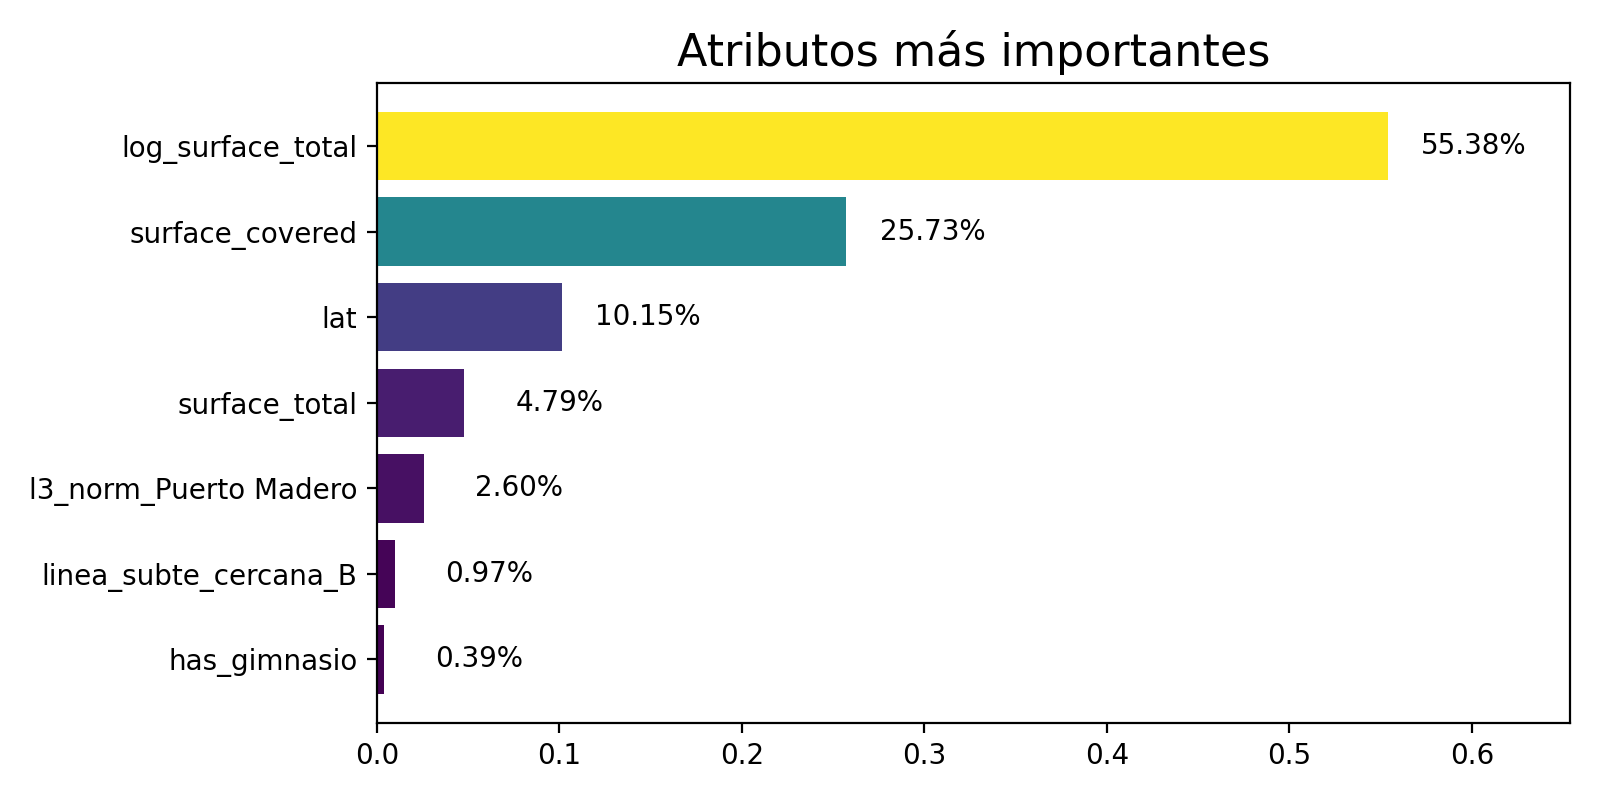 Atributos más importantes
log_surface_total 55.38%
surface_covered 25.73%
lat 10.15%
surface_total 4.79%
l3_norm_Puerto Madero 2.60%
linea_subte_cercana_B 0.97%
has_gimnasio 0.39%
0.0 0.1 0.2 0.3 0.4 0.5 0.6